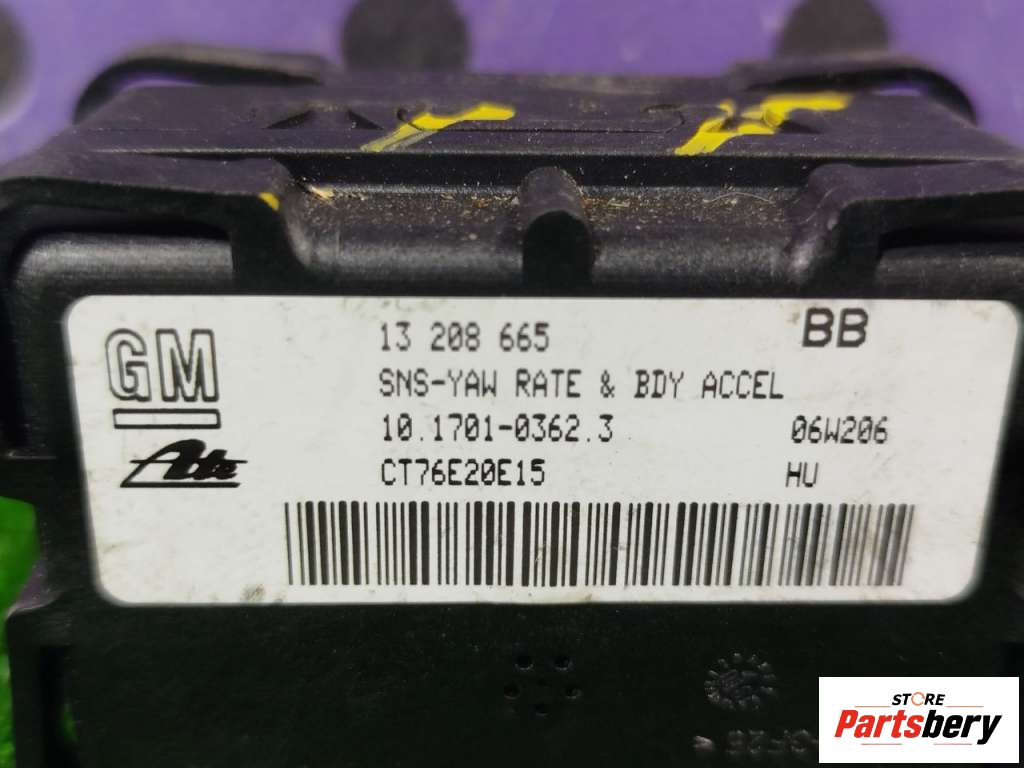 GM
13 208 665 BB
SNS-YAW RATE & BDY ACCEL
10.1701-0362.3 06W206
Ate CT76E20E15 HU
STORE
Partsbery